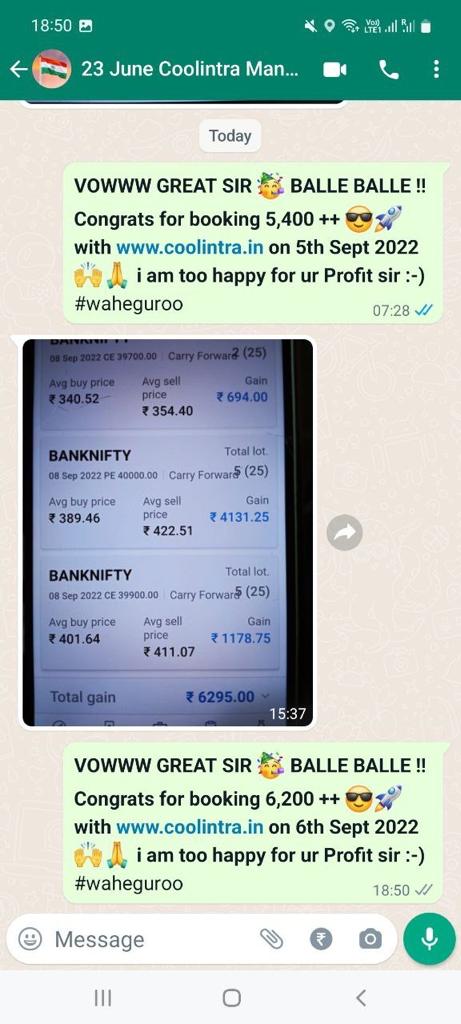 18:50
Vo))
LTE1
R
23 June Coolintra Man...
Today
VOWWW GREAT SIR 🥳 BALLE BALLE !!
Congrats for booking 5,400 ++ 😎🚀
with www.coolintra.in on 5th Sept 2022
🙌🙏 i am too happy for ur Profit sir :-)
#waheguroo
07:28
BANKNIFTY
08 Sep 2022 CE 39700.00 | Carry Forward 2 (25)
Avg buy price Avg sell price Gain
₹ 340.52 ₹ 354.40 ₹ 694.00
BANKNIFTY Total lot.
08 Sep 2022 PE 40000.00 | Carry Forward 5 (25)
Avg buy price Avg sell price Gain
₹ 389.46 ₹ 422.51 ₹ 4131.25
BANKNIFTY Total lot.
08 Sep 2022 CE 39900.00 | Carry Forward 5 (25)
Avg buy price Avg sell price Gain
₹ 401.64 ₹ 411.07 ₹ 1178.75
Total gain ₹ 6295.00
15:37
VOWWW GREAT SIR 🥳 BALLE BALLE !!
Congrats for booking 6,200 ++ 😎🚀
with www.coolintra.in on 6th Sept 2022
🙌🙏 i am too happy for ur Profit sir :-)
#waheguroo
18:50
Message